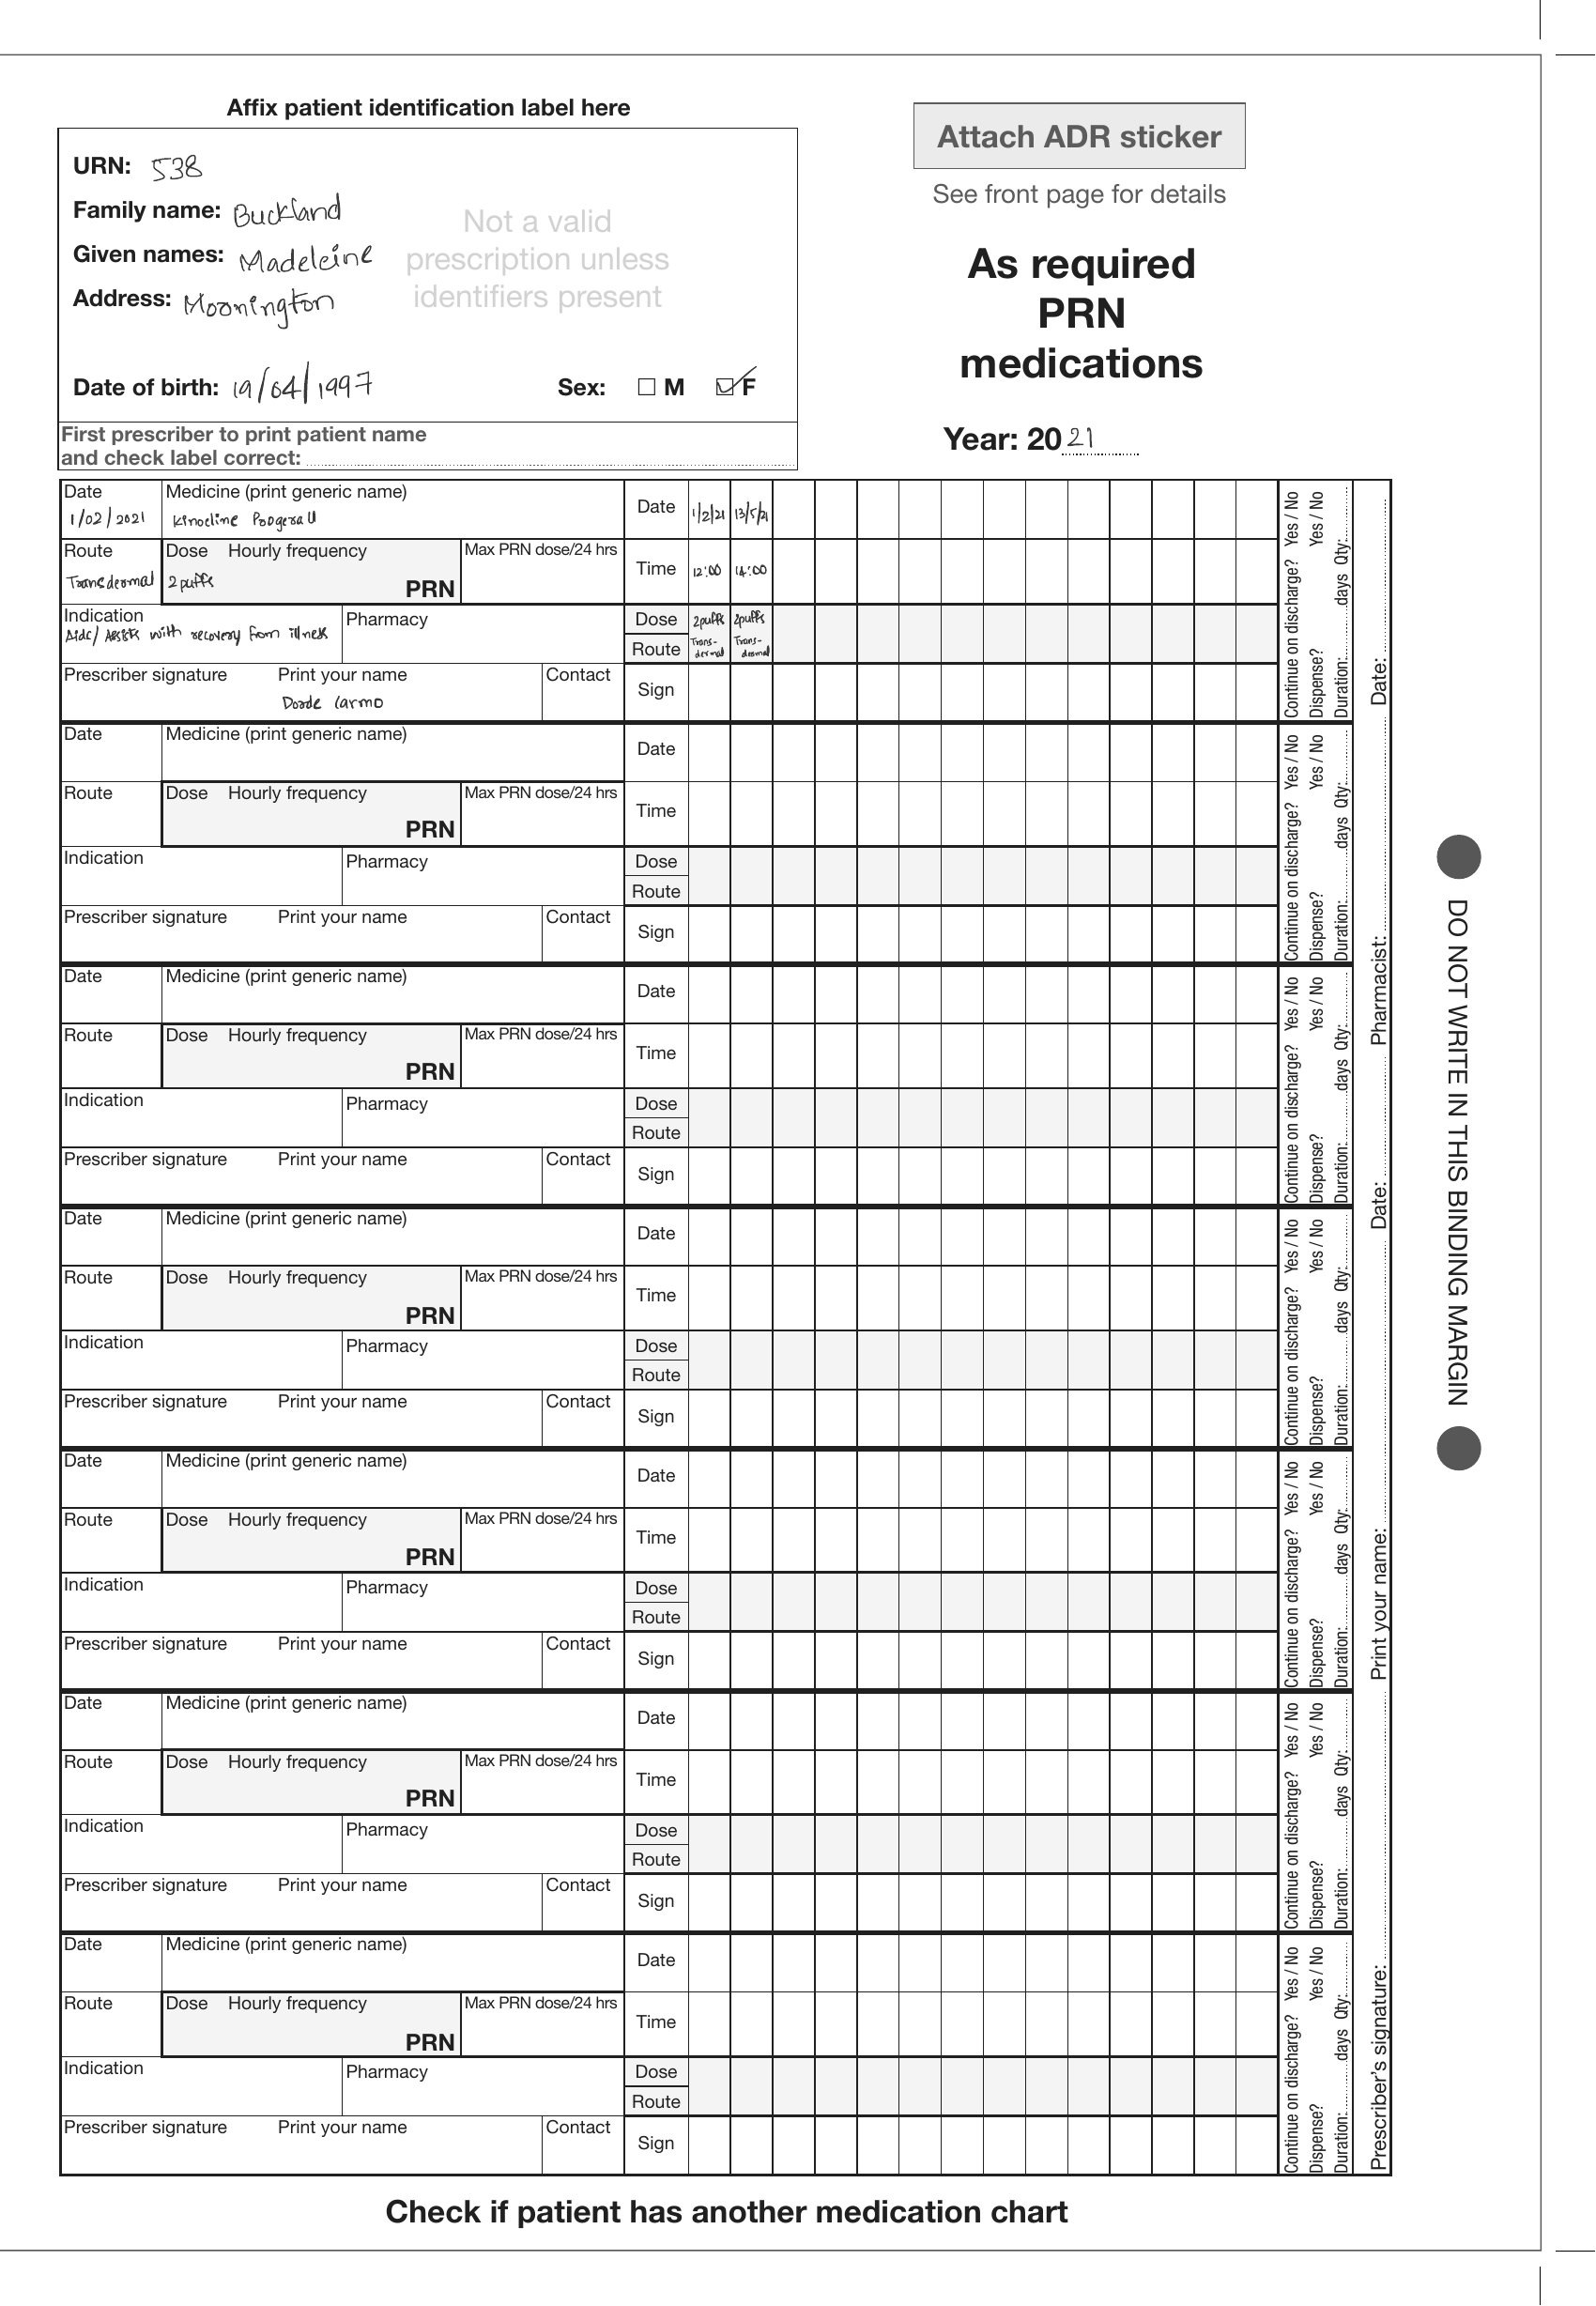 Affix patient identification label here
URN: 538
Family name: Buckland
Given names: Madeleine
Address:
Not a valid
prescription unless
identifiers present
Date of birth: 19/04/1997 Sex: M F
First prescriber to print patient name
and check label correct:
Attach ADR sticker
See front page for details
As required
PRN
medications
Year: 20 21
Date Medicine (print generic name) Date 1/2/21 13/5/21
1/02/2021
Route Dose Hourly frequency Max PRN dose/24 hrs Time 12:00 14:00
Transdermal 2 puffs PRN
Indication Pharmacy Dose 2puffs 2puffs
Aids/ Assists with recovery from illness Route Trans- Trans-
dermal dermal
Prescriber signature Print your name Contact Sign
Continue on discharge? Yes / No
Dispense? Yes / No
Duration: days Qty:
Date Medicine (print generic name) Date
Route Dose Hourly frequency Max PRN dose/24 hrs Time
PRN
Indication Pharmacy Dose
Route
Prescriber signature Print your name Contact Sign
Continue on discharge? Yes / No
Dispense? Yes / No
Duration: days Qty:
Date Medicine (print generic name) Date
Route Dose Hourly frequency Max PRN dose/24 hrs Time
PRN
Indication Pharmacy Dose
Route
Prescriber signature Print your name Contact Sign
Continue on discharge? Yes / No
Dispense? Yes / No
Duration: days Qty:
Date Medicine (print generic name) Date
Route Dose Hourly frequency Max PRN dose/24 hrs Time
PRN
Indication Pharmacy Dose
Route
Prescriber signature Print your name Contact Sign
Continue on discharge? Yes / No
Dispense? Yes / No
Duration: days Qty:
Date Medicine (print generic name) Date
Route Dose Hourly frequency Max PRN dose/24 hrs Time
PRN
Indication Pharmacy Dose
Route
Prescriber signature Print your name Contact Sign
Continue on discharge? Yes / No
Dispense? Yes / No
Duration: days Qty:
Date Medicine (print generic name) Date
Route Dose Hourly frequency Max PRN dose/24 hrs Time
PRN
Indication Pharmacy Dose
Route
Prescriber signature Print your name Contact Sign
Continue on discharge? Yes / No
Dispense? Yes / No
Duration: days Qty:
Date Medicine (print generic name) Date
Route Dose Hourly frequency Max PRN dose/24 hrs Time
PRN
Indication Pharmacy Dose
Route
Prescriber signature Print your name Contact Sign
Continue on discharge? Yes / No
Dispense? Yes / No
Duration: days Qty:
Prescriber's signature: Print your name: Date: Pharmacist: Date:
DO NOT WRITE IN THIS BINDING MARGIN
Check if patient has another medication chart